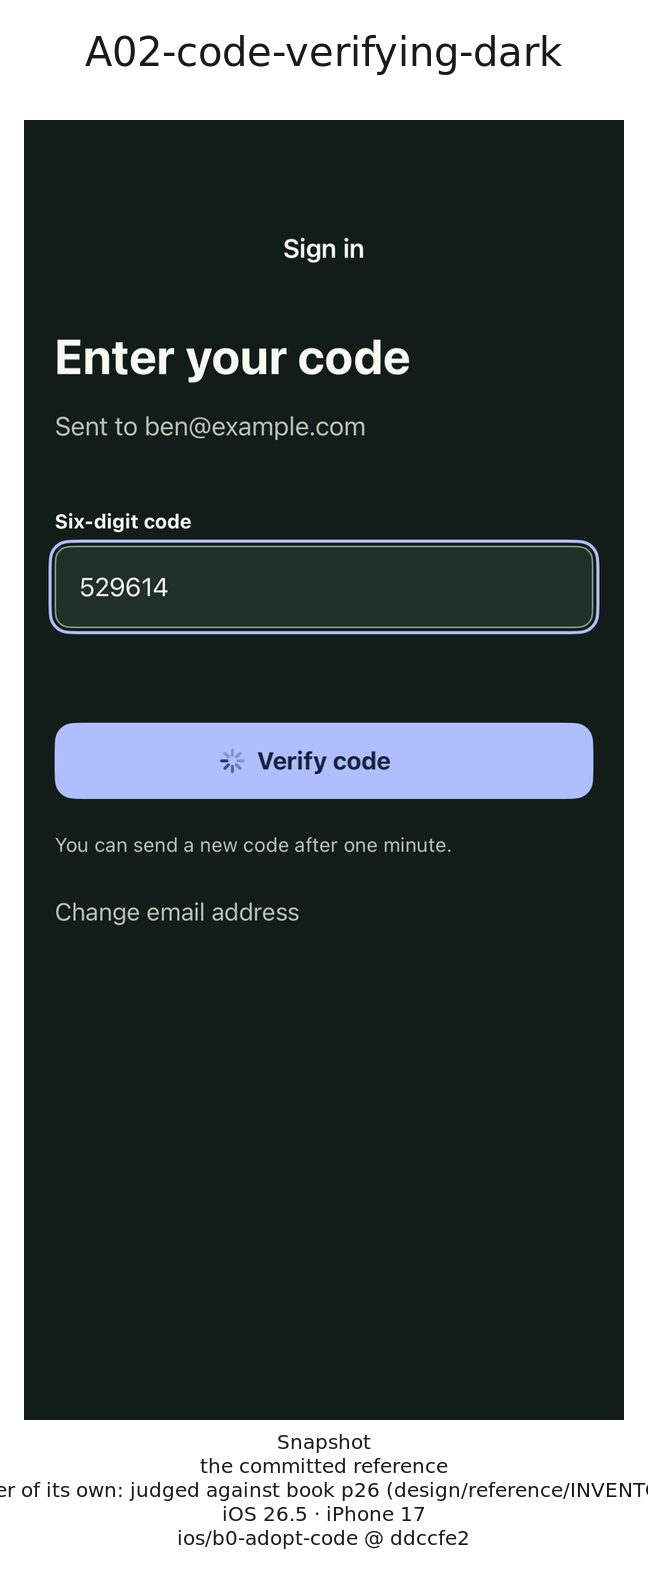 A02-code-verifying-dark
Sign in
Enter your code
Sent to ben@example.com
Six-digit code
529614
Verify code
You can send a new code after one minute.
Change email address
Snapshot
the committed reference
of its own: judged against book p26 (design/reference/
iOS 26.5 · iPhone 17
ios/b0-adopt-code @ ddccfe2